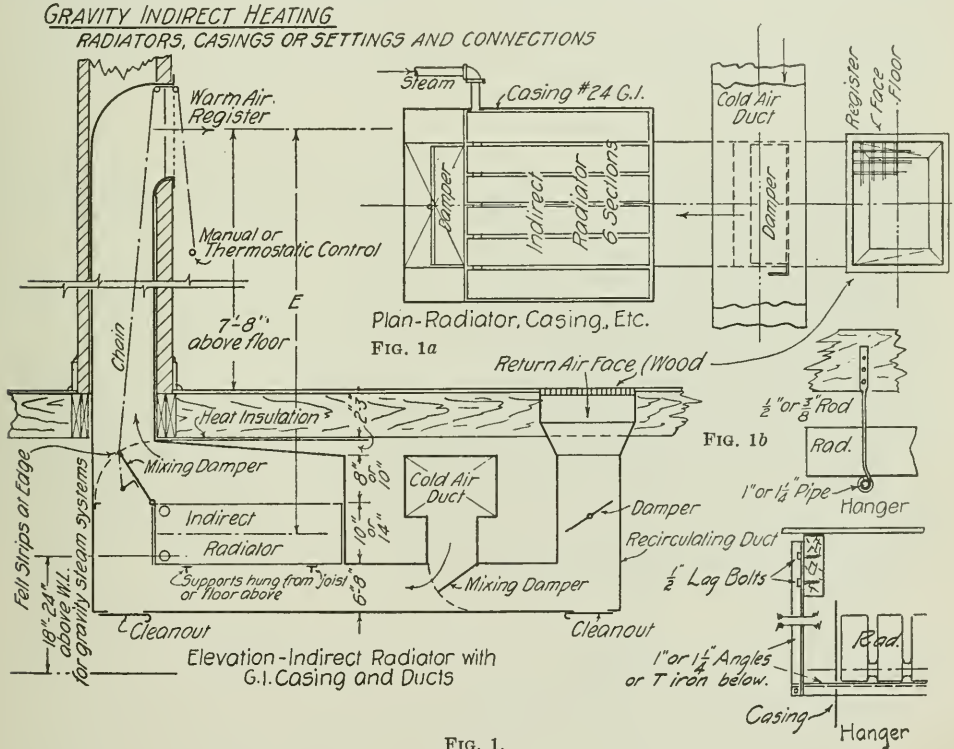 GRAVITY INDIRECT HEATING
RADIATORS, CASINGS OR SETTINGS AND CONNECTIONS
Steam
Casing #24 G.I.
Damper
Indirect
Radiator
6 Sections
Cold Air
Duct
Damper
Register
Face
Floor
Plan-Radiator, Casing, Etc.
FIG. 1a
Warm Air
Register
Manual or
Thermostatic Control
Chain
E
7'-8"
above floor
Return Air Face (Wood
Heat Insulation
2"-3"
Mixing Damper
8"
or
10"
Cold Air
Duct
Damper
Indirect
Radiator
10"
or
14"
Recirculating Duct
Supports hung from joist
or floor above
6"-8"
Mixing Damper
Cleanout
Cleanout
Felt Strips at Edge
18"-24"
above W.L.
for gravity steam systems
Elevation-Indirect Radiator with
G.I. Casing and Ducts
½" or ⅜" Rod
FIG. 1b
Rad.
1" or 1¼" Pipe
Hanger
½" Lag Bolts
Rad.
1" or 1¼" Angles
or T iron below.
Casing
Hanger
FIG. 1.